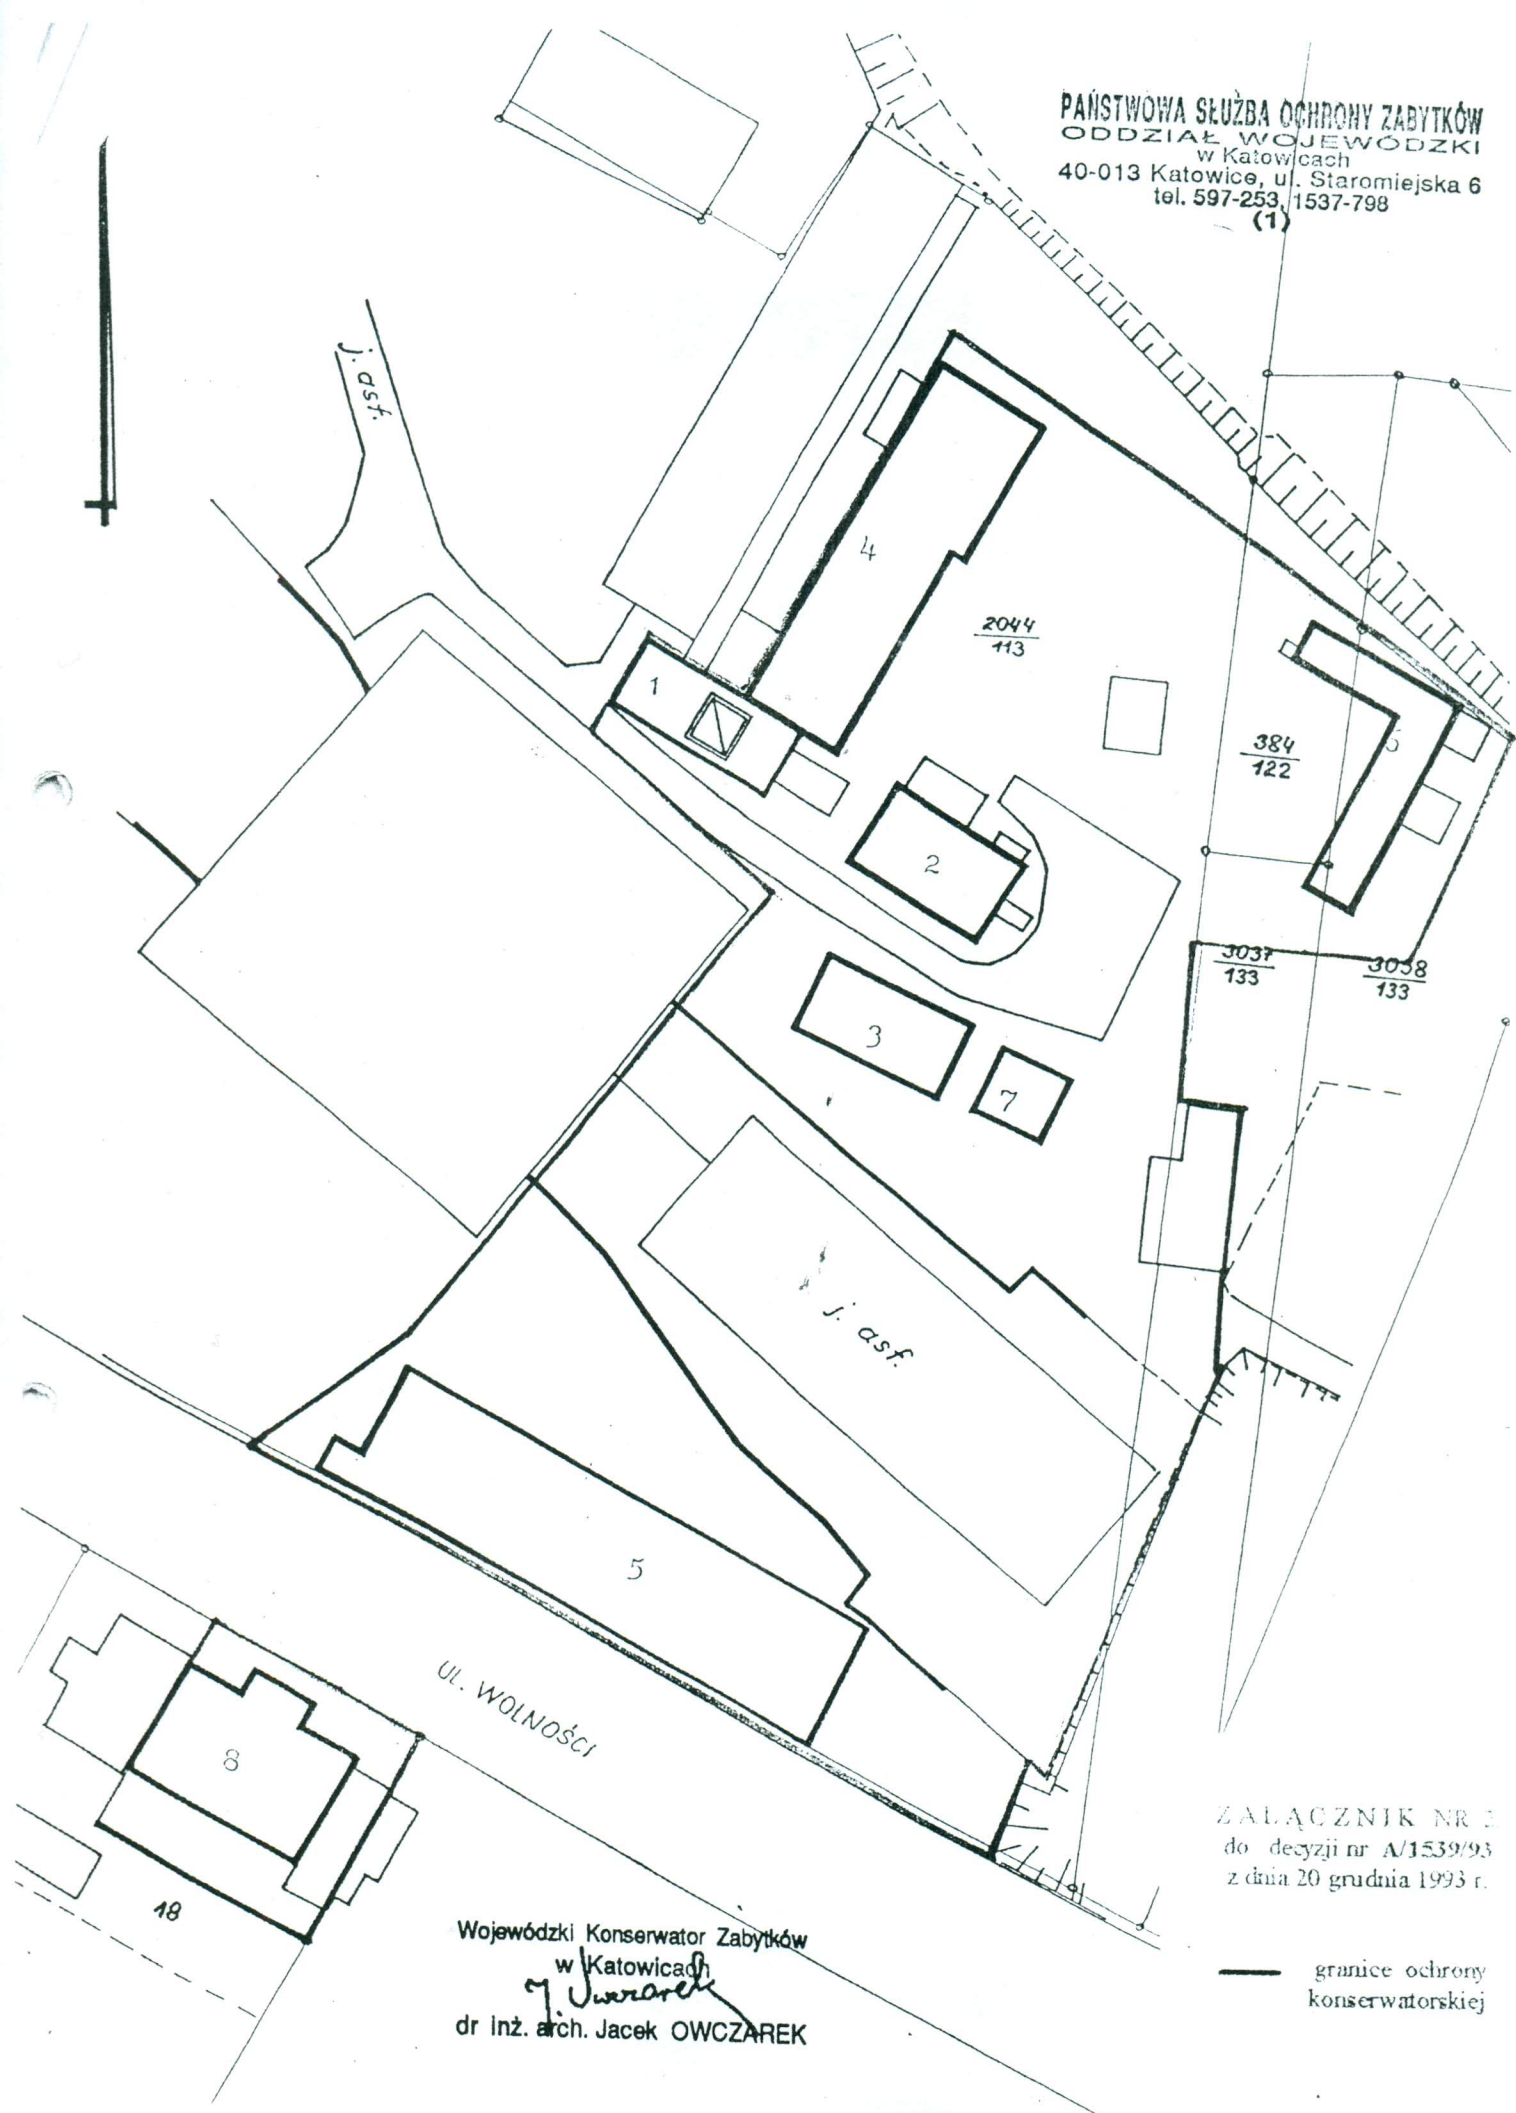 PAŃSTWOWA SŁUŻBA OCHRONY ZABYTKÓW
ODDZIAŁ WOJEWÓDZKI
w Katowicach
40-013 Katowice, ul. Staromiejska 6
tel. 597-253, 1537-798
(1)
j. asf.
4
2044
113
1
384
122
2
3037
133
3058
133
3
7
j. asf.
5
UL. WOLNOŚCI
8
18
ZAŁĄCZNIK NR
do decyzji nr A/1539/93
z dnia 20 grudnia 1993 r.
Wojewódzki Konserwator Zabytków
w Katowicach
dr inż. arch. Jacek OWCZAREK
granice ochrony
konserwatorskiej